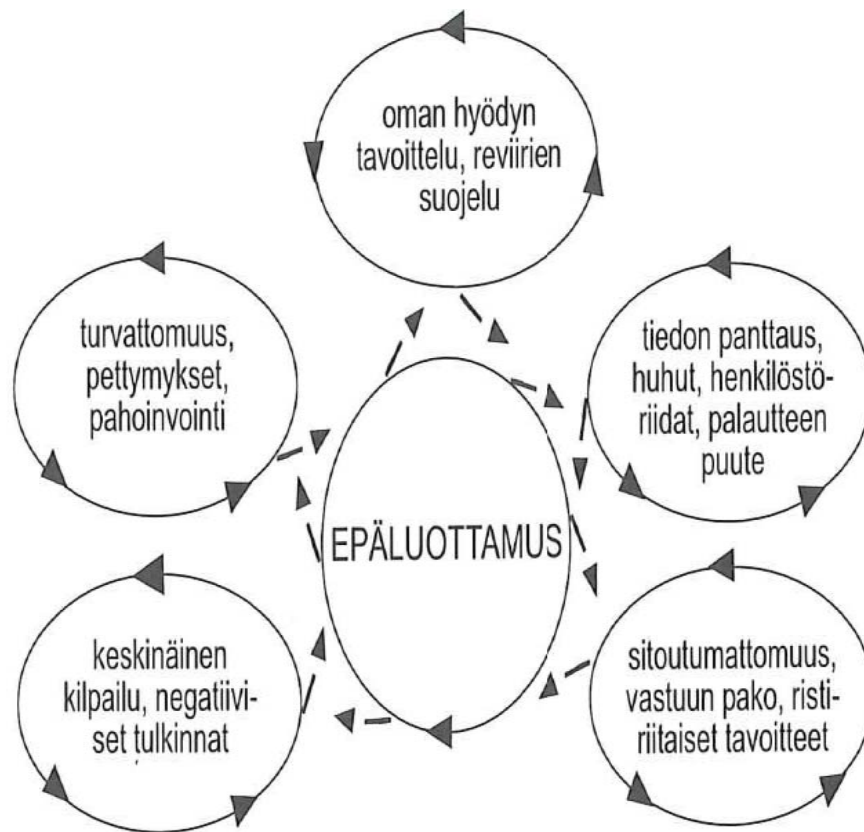 oman hyödyn
tavoittelu, reviirien
suojelu
turvattomuus,
pettymykset,
pahoinvointi
tiedon panttaus,
huhut, henkilöstö-
riidat, palautteen
puute
EPÄLUOTTAMUS
keskinäinen
kilpailu, negatiivi-
set tulkinnat
sitoutumattomuus,
vastuun pako, risti-
riitaiset tavoitteet